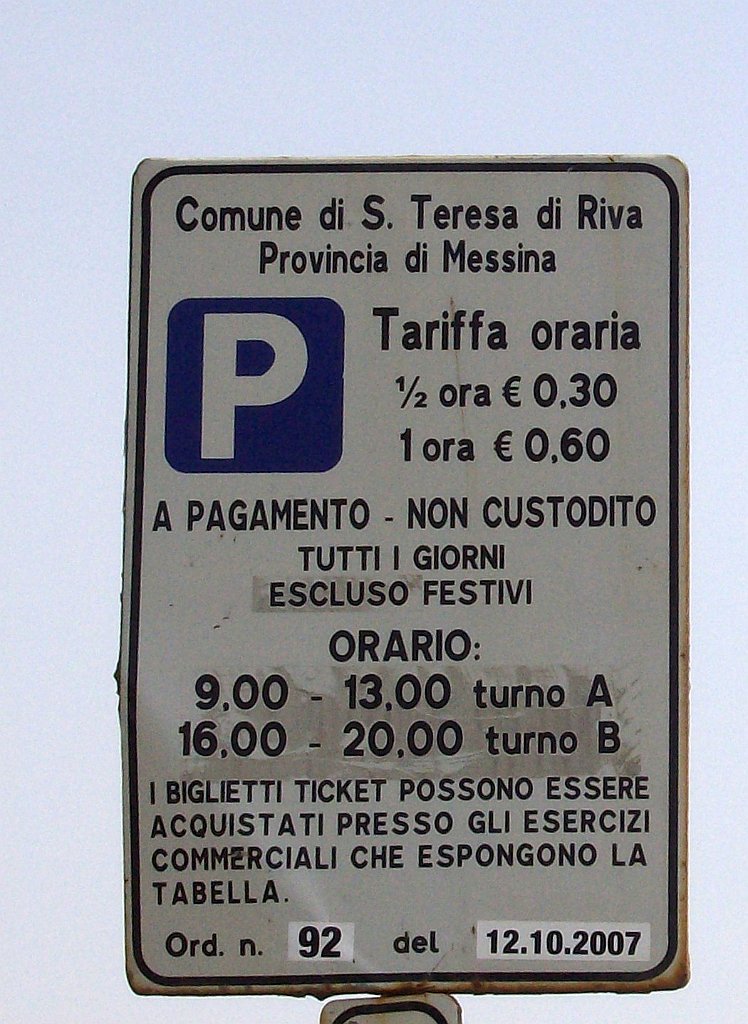 Comune di S. Teresa di Riva
Provincia di Messina
P
Tariffa oraria
½ ora € 0,30
1 ora € 0,60
A PAGAMENTO - NON CUSTODITO
TUTTI I GIORNI
ESCLUSO FESTIVI
ORARIO:
9,00 - 13,00 turno A
16,00 - 20,00 turno B
I BIGLIETTI TICKET POSSONO ESSERE
ACQUISTATI PRESSO GLI ESERCIZI
COMMERCIALI CHE ESPONGONO LA
TABELLA.
Ord. n. 92 del 12.10.2007